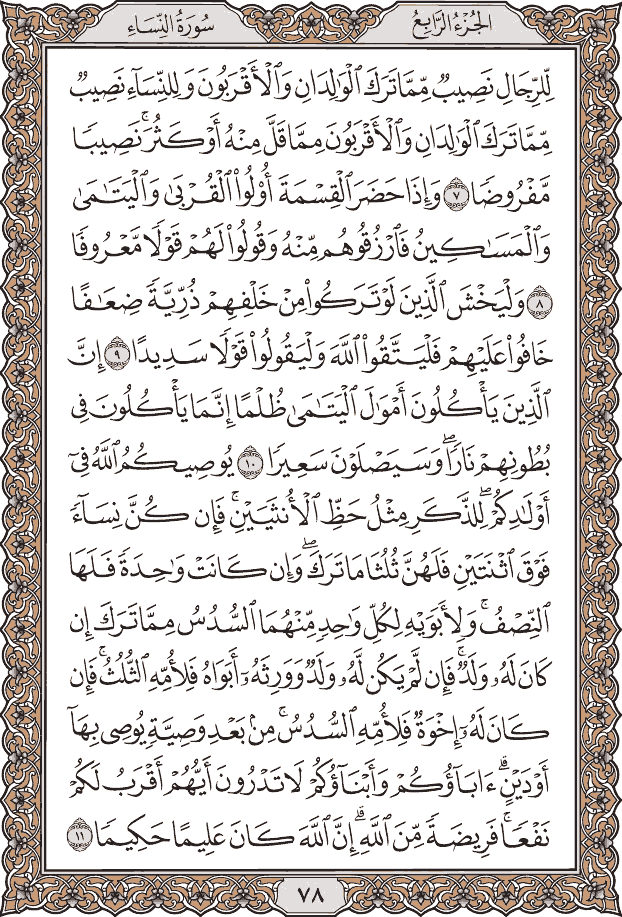 الجُزْءُ الرَّابِعُ
سُورَةُ النِّسَاءِ
لِّلرِّجَالِ نَصِيبٌ مِّمَّا تَرَكَ ٱلْوَٰلِدَانِ وَٱلْأَقْرَبُونَ وَلِلنِّسَآءِ نَصِيبٌ
مِّمَّا تَرَكَ ٱلْوَٰلِدَانِ وَٱلْأَقْرَبُونَ مِمَّا قَلَّ مِنْهُ أَوْ كَثُرَۚ نَصِيبًا
مَّفْرُوضًا ٧ وَإِذَا حَضَرَ ٱلْقِسْمَةَ أُو۟لُوا۟ ٱلْقُرْبَىٰ وَٱلْيَتَٰمَىٰ
وَٱلْمَسَٰكِينُ فَٱرْزُقُوهُم مِّنْهُ وَقُولُوا۟ لَهُمْ قَوْلًا مَّعْرُوفًا
٨ وَلْيَخْشَ ٱلَّذِينَ لَوْ تَرَكُوا۟ مِنْ خَلْفِهِمْ ذُرِّيَّةً ضِعَٰفًا
خَافُوا۟ عَلَيْهِمْ فَلْيَتَّقُوا۟ ٱللَّهَ وَلْيَقُولُوا۟ قَوْلًا سَدِيدًا ٩ إِنَّ
ٱلَّذِينَ يَأْكُلُونَ أَمْوَٰلَ ٱلْيَتَٰمَىٰ ظُلْمًا إِنَّمَا يَأْكُلُونَ فِى
بُطُونِهِمْ نَارًاۖ وَسَيَصْلَوْنَ سَعِيرًا ١٠ يُوصِيكُمُ ٱللَّهُ فِىٓ
أَوْلَٰدِكُمْۖ لِلذَّكَرِ مِثْلُ حَظِّ ٱلْأُنثَيَيْنِۚ فَإِن كُنَّ نِسَآءً
فَوْقَ ٱثْنَتَيْنِ فَلَهُنَّ ثُلُثَا مَا تَرَكَۖ وَإِن كَانَتْ وَٰحِدَةً فَلَهَا
ٱلنِّصْفُۚ وَلِأَبَوَيْهِ لِكُلِّ وَٰحِدٍ مِّنْهُمَا ٱلسُّدُسُ مِمَّا تَرَكَ إِن
كَانَ لَهُۥ وَلَدٌۚ فَإِن لَّمْ يَكُن لَّهُۥ وَلَدٌ وَوَرِثَهُۥٓ أَبَوَاهُ فَلِأُمِّهِ ٱلثُّلُثُۚ فَإِن
كَانَ لَهُۥٓ إِخْوَةٌ فَلِأُمِّهِ ٱلسُّدُسُۚ مِنۢ بَعْدِ وَصِيَّةٍ يُوصِى بِهَآ
أَوْ دَيْنٍۗ ءَابَآؤُكُمْ وَأَبْنَآؤُكُمْ لَا تَدْرُونَ أَيُّهُمْ أَقْرَبُ لَكُمْ
نَفْعًاۚ فَرِيضَةً مِّنَ ٱللَّهِۗ إِنَّ ٱللَّهَ كَانَ عَلِيمًا حَكِيمًا ١١
٧٨